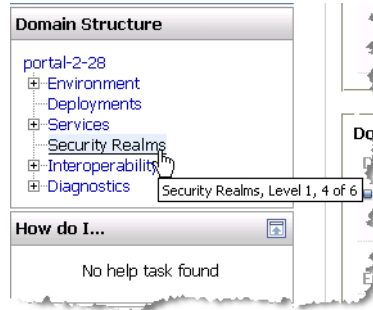 Domain Structure
portal-2-28
Environment
Deployments
Services
Security Realms
Interoperability
Diagnostics
Security Realms, Level 1, 4 of 6
How do I...
No help task found